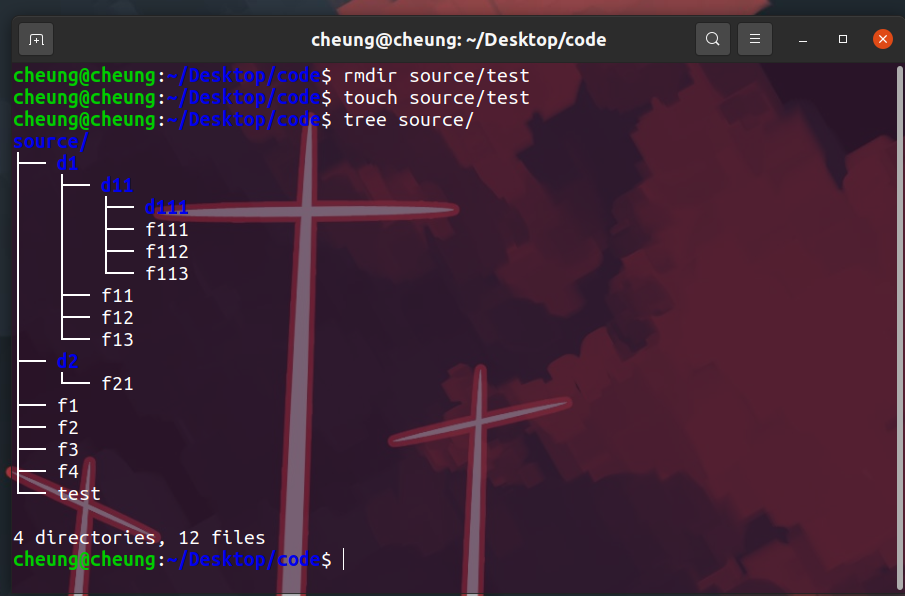 cheung@cheung: ~/Desktop/code
cheung@cheung:~/Desktop/code$ rmdir source/test
cheung@cheung:~/Desktop/code$ touch source/test
cheung@cheung:~/Desktop/code$ tree source/
source/
├── d1
│   ├── d11
│   │   ├── d111
│   │   ├── f111
│   │   ├── f112
│   │   └── f113
│   ├── f11
│   ├── f12
│   └── f13
├── d2
│   └── f21
├── f1
├── f2
├── f3
├── f4
└── test
4 directories, 12 files
cheung@cheung:~/Desktop/code$